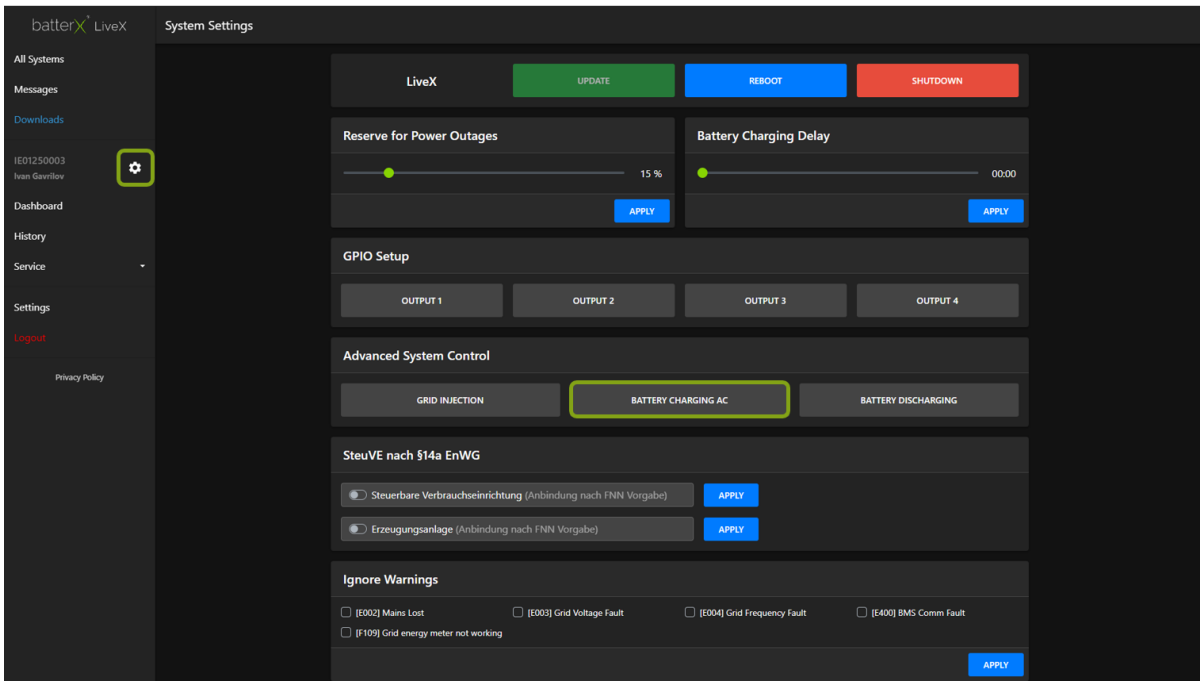 batterX LiveX
System Settings
All Systems
Messages
Downloads
IE01250003
Ivan Gavrilov
Dashboard
History
Service
Settings
Logout
Privacy Policy
LiveX
UPDATE
REBOOT
SHUTDOWN
Reserve for Power Outages
15 %
APPLY
Battery Charging Delay
00:00
APPLY
GPIO Setup
OUTPUT 1
OUTPUT 2
OUTPUT 3
OUTPUT 4
Advanced System Control
GRID INJECTION
BATTERY CHARGING AC
BATTERY DISCHARGING
SteuVE nach §14a EnWG
Steuerbare Verbrauchseinrichtung (Anbindung nach FNN Vorgabe)
APPLY
Erzeugungsanlage (Anbindung nach FNN Vorgabe)
APPLY
Ignore Warnings
[E002] Mains Lost
[E003] Grid Voltage Fault
[E004] Grid Frequency Fault
[E400] BMS Comm Fault
[F109] Grid energy meter not working
APPLY